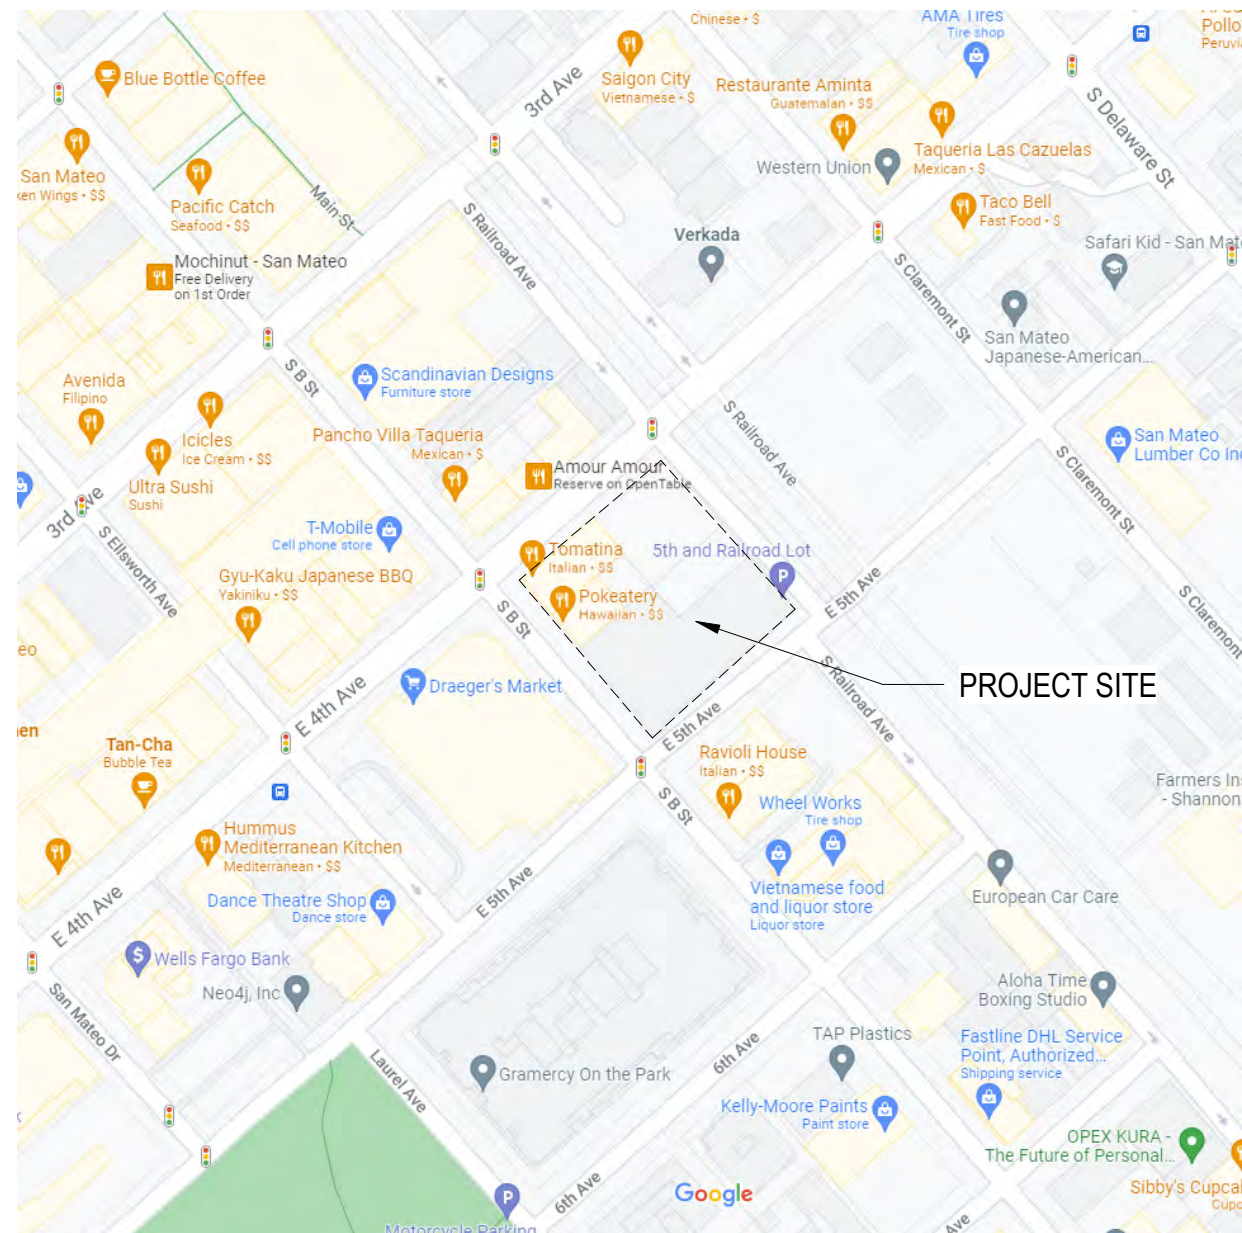 Chinese • $
AMA Tires
Tire shop
Pollo
Peruvi
Blue Bottle Coffee
3rd Ave
Saigon City
Vietnamese • $
Restaurante Aminta
Guatemalan • $$
S Delaware St
San Mateo
ken Wings • $$
Pacific Catch
Seafood • $$
Main St
Western Union
Taqueria Las Cazuelas
Mexican • $
Taco Bell
Fast Food • $
S Railroad Ave
Verkada
Safari Kid - San Mat
Mochinut - San Mateo
Free Delivery
on 1st Order
S Claremont St
San Mateo
Japanese-American...
S B St
Scandinavian Designs
Furniture store
Avenida
Filipino
S Railroad Ave
Icicles
Ice Cream • $$
Pancho Villa Taqueria
Mexican • $
San Mateo
Lumber Co In
S Claremont St
Amour Amour
Reserve on OpenTable
Ultra Sushi
Sushi
3rd Ave
S Ellsworth Ave
T-Mobile
Cell phone store
Tomatina
Italian • $$
5th and Railroad Lot
P
Gyu-Kaku Japanese BBQ
Yakiniku • $$
Pokeatery
Hawaiian • $$
E 5th Ave
S Claremont
S B St
eo
Draeger's Market
S Railroad Ave
PROJECT SITE
E 4th Ave
en
Tan-Cha
Bubble Tea
E 5th Ave
Ravioli House
Italian • $$
Farmers In
- Shannon
S B St
Wheel Works
Tire shop
Hummus
Mediterranean Kitchen
Mediterranean • $$
Vietnamese food
and liquor store
Liquor store
European Car Care
Dance Theatre Shop
Dance store
E 5th Ave
E 4th Ave
$
Wells Fargo Bank
Neo4j, Inc
Aloha Time
Boxing Studio
San Mateo Dr
TAP Plastics
Fastline DHL Service
Point, Authorized...
Shipping service
6th Ave
Laurel Ave
Gramercy On the Park
Kelly-Moore Paints
Paint store
OPEX KURA -
The Future of Personal...
Sibby's Cupca
Cupc
6th Ave
Google
P
Motorcycle Parking
Ave